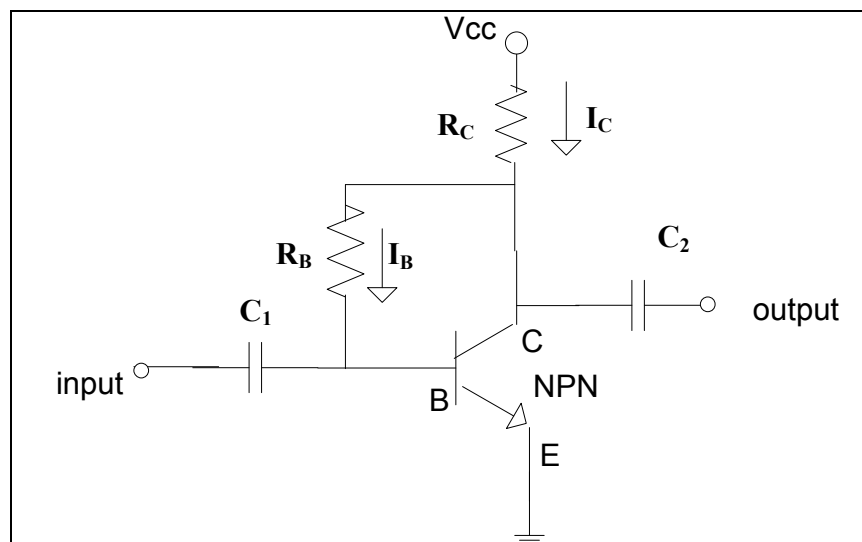 Vcc
R_C
I_C
R_B
I_B
C_2
C_1
output
C
input
B
NPN
E